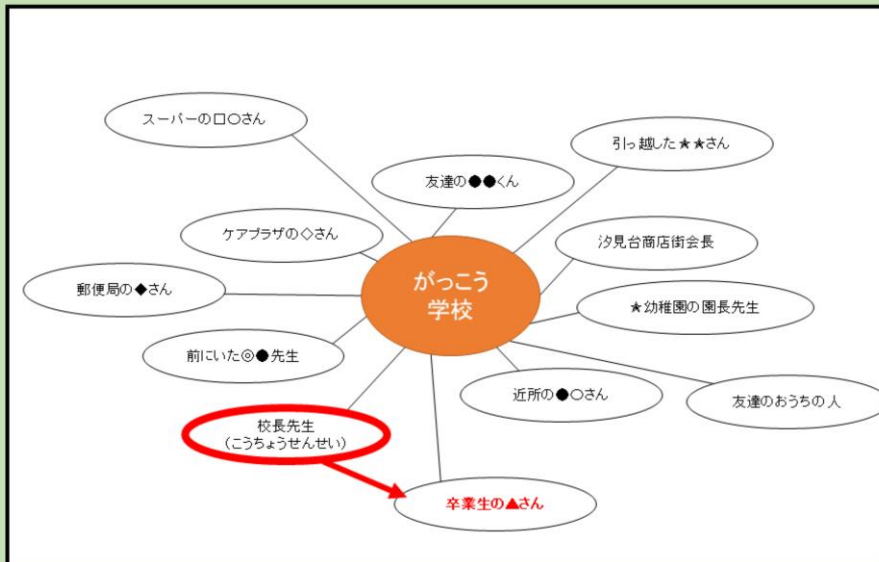 スーパーの口〇さん
引っ越した★★さん
友達の●●くん
ケアプラザの◇さん
汐見台商店街会長
がっこう
学校
郵便局の◆さん
★幼稚園の園長先生
前にいた◎●先生
近所の●〇さん
友達のおうちの人
校長先生
(こうちょうせんせい)
卒業生の▲さん